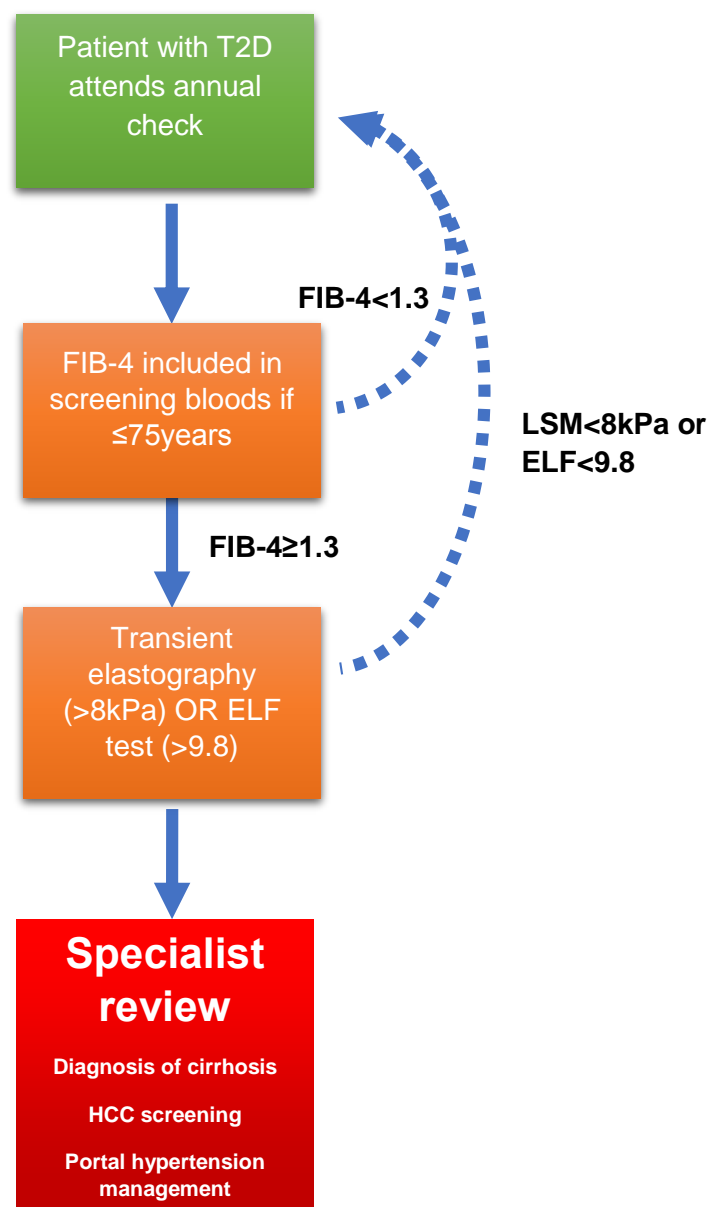 Patient with T2D
attends annual
check
FIB-4<1.3
FIB-4 included in
screening bloods if
≤75years
LSM<8kPa or
ELF<9.8
FIB-4≥1.3
Transient
elastography
(>8kPa) OR ELF
test (>9.8)
Specialist
review
Diagnosis of cirrhosis
HCC screening
Portal hypertension
management